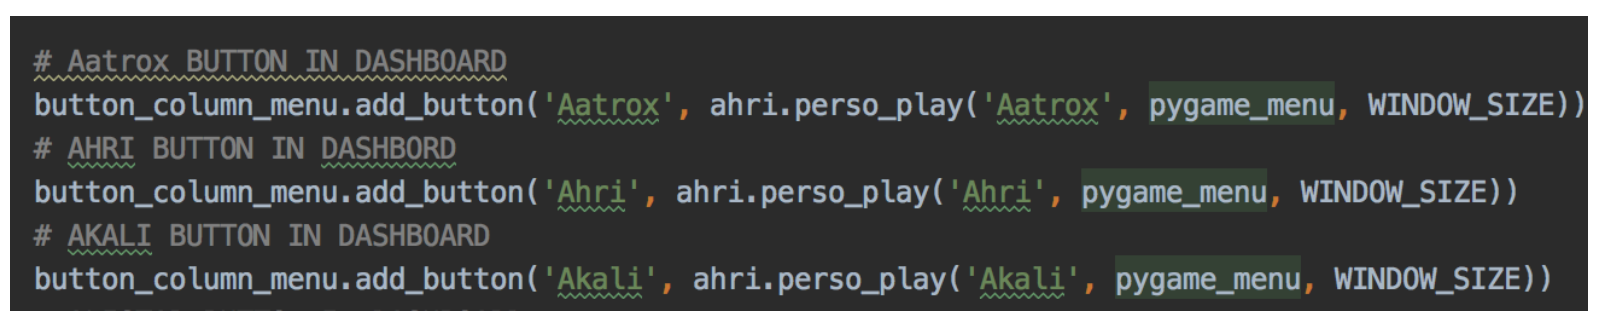 # Aatrox BUTTON IN DASHBOARD
button_column_menu.add_button('Aatrox', ahri.perso_play('Aatrox', pygame_menu, WINDOW_SIZE))
# AHRI BUTTON IN DASHBORD
button_column_menu.add_button('Ahri', ahri.perso_play('Ahri', pygame_menu, WINDOW_SIZE))
# AKALI BUTTON IN DASHBOARD
button_column_menu.add_button('Akali', ahri.perso_play('Akali', pygame_menu, WINDOW_SIZE))